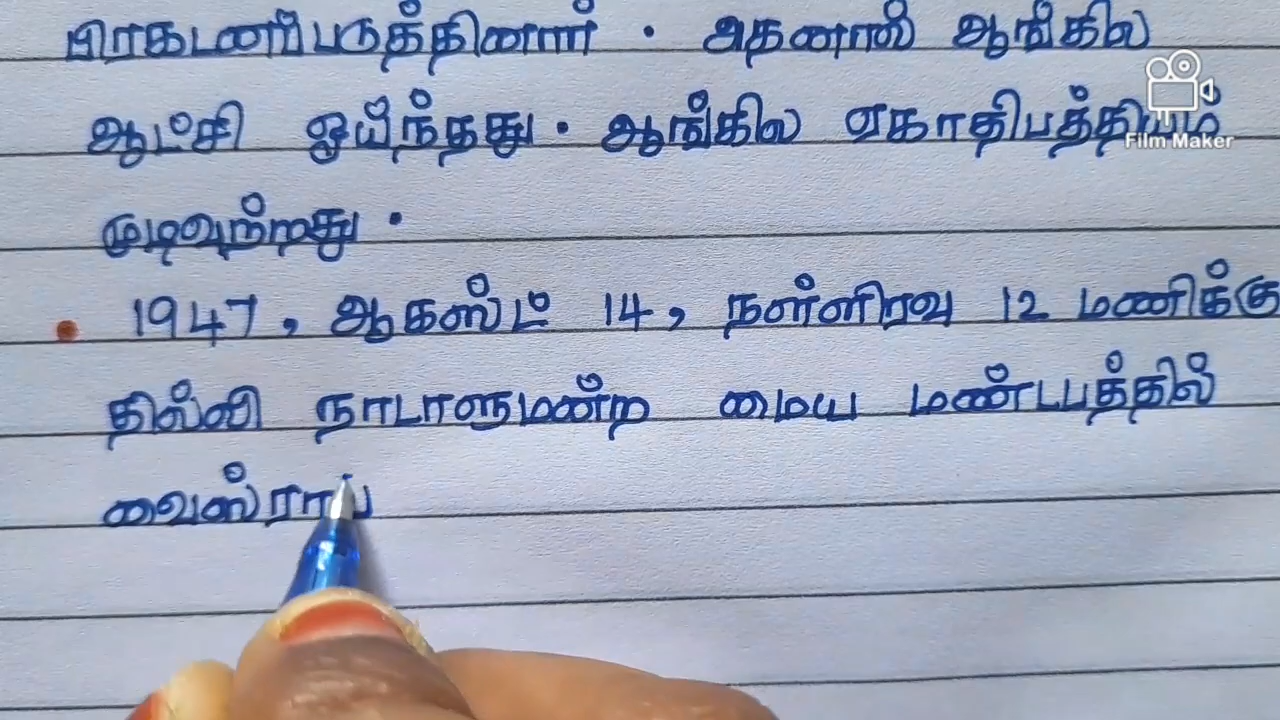 பிரகடனப்படுத்தினார். அதனால் ஆங்கில
ஆட்சி ஓய்ந்தது. ஆங்கில ஏகாதிபத்தியம்
முடிவுற்றது.
• 1947, ஆகஸ்ட் 14, நள்ளிரவு 12 மணிக்கு
தில்லி நாடாளுமன்ற மைய மண்டபத்தில்
வைஸ்ராய்
Film Maker